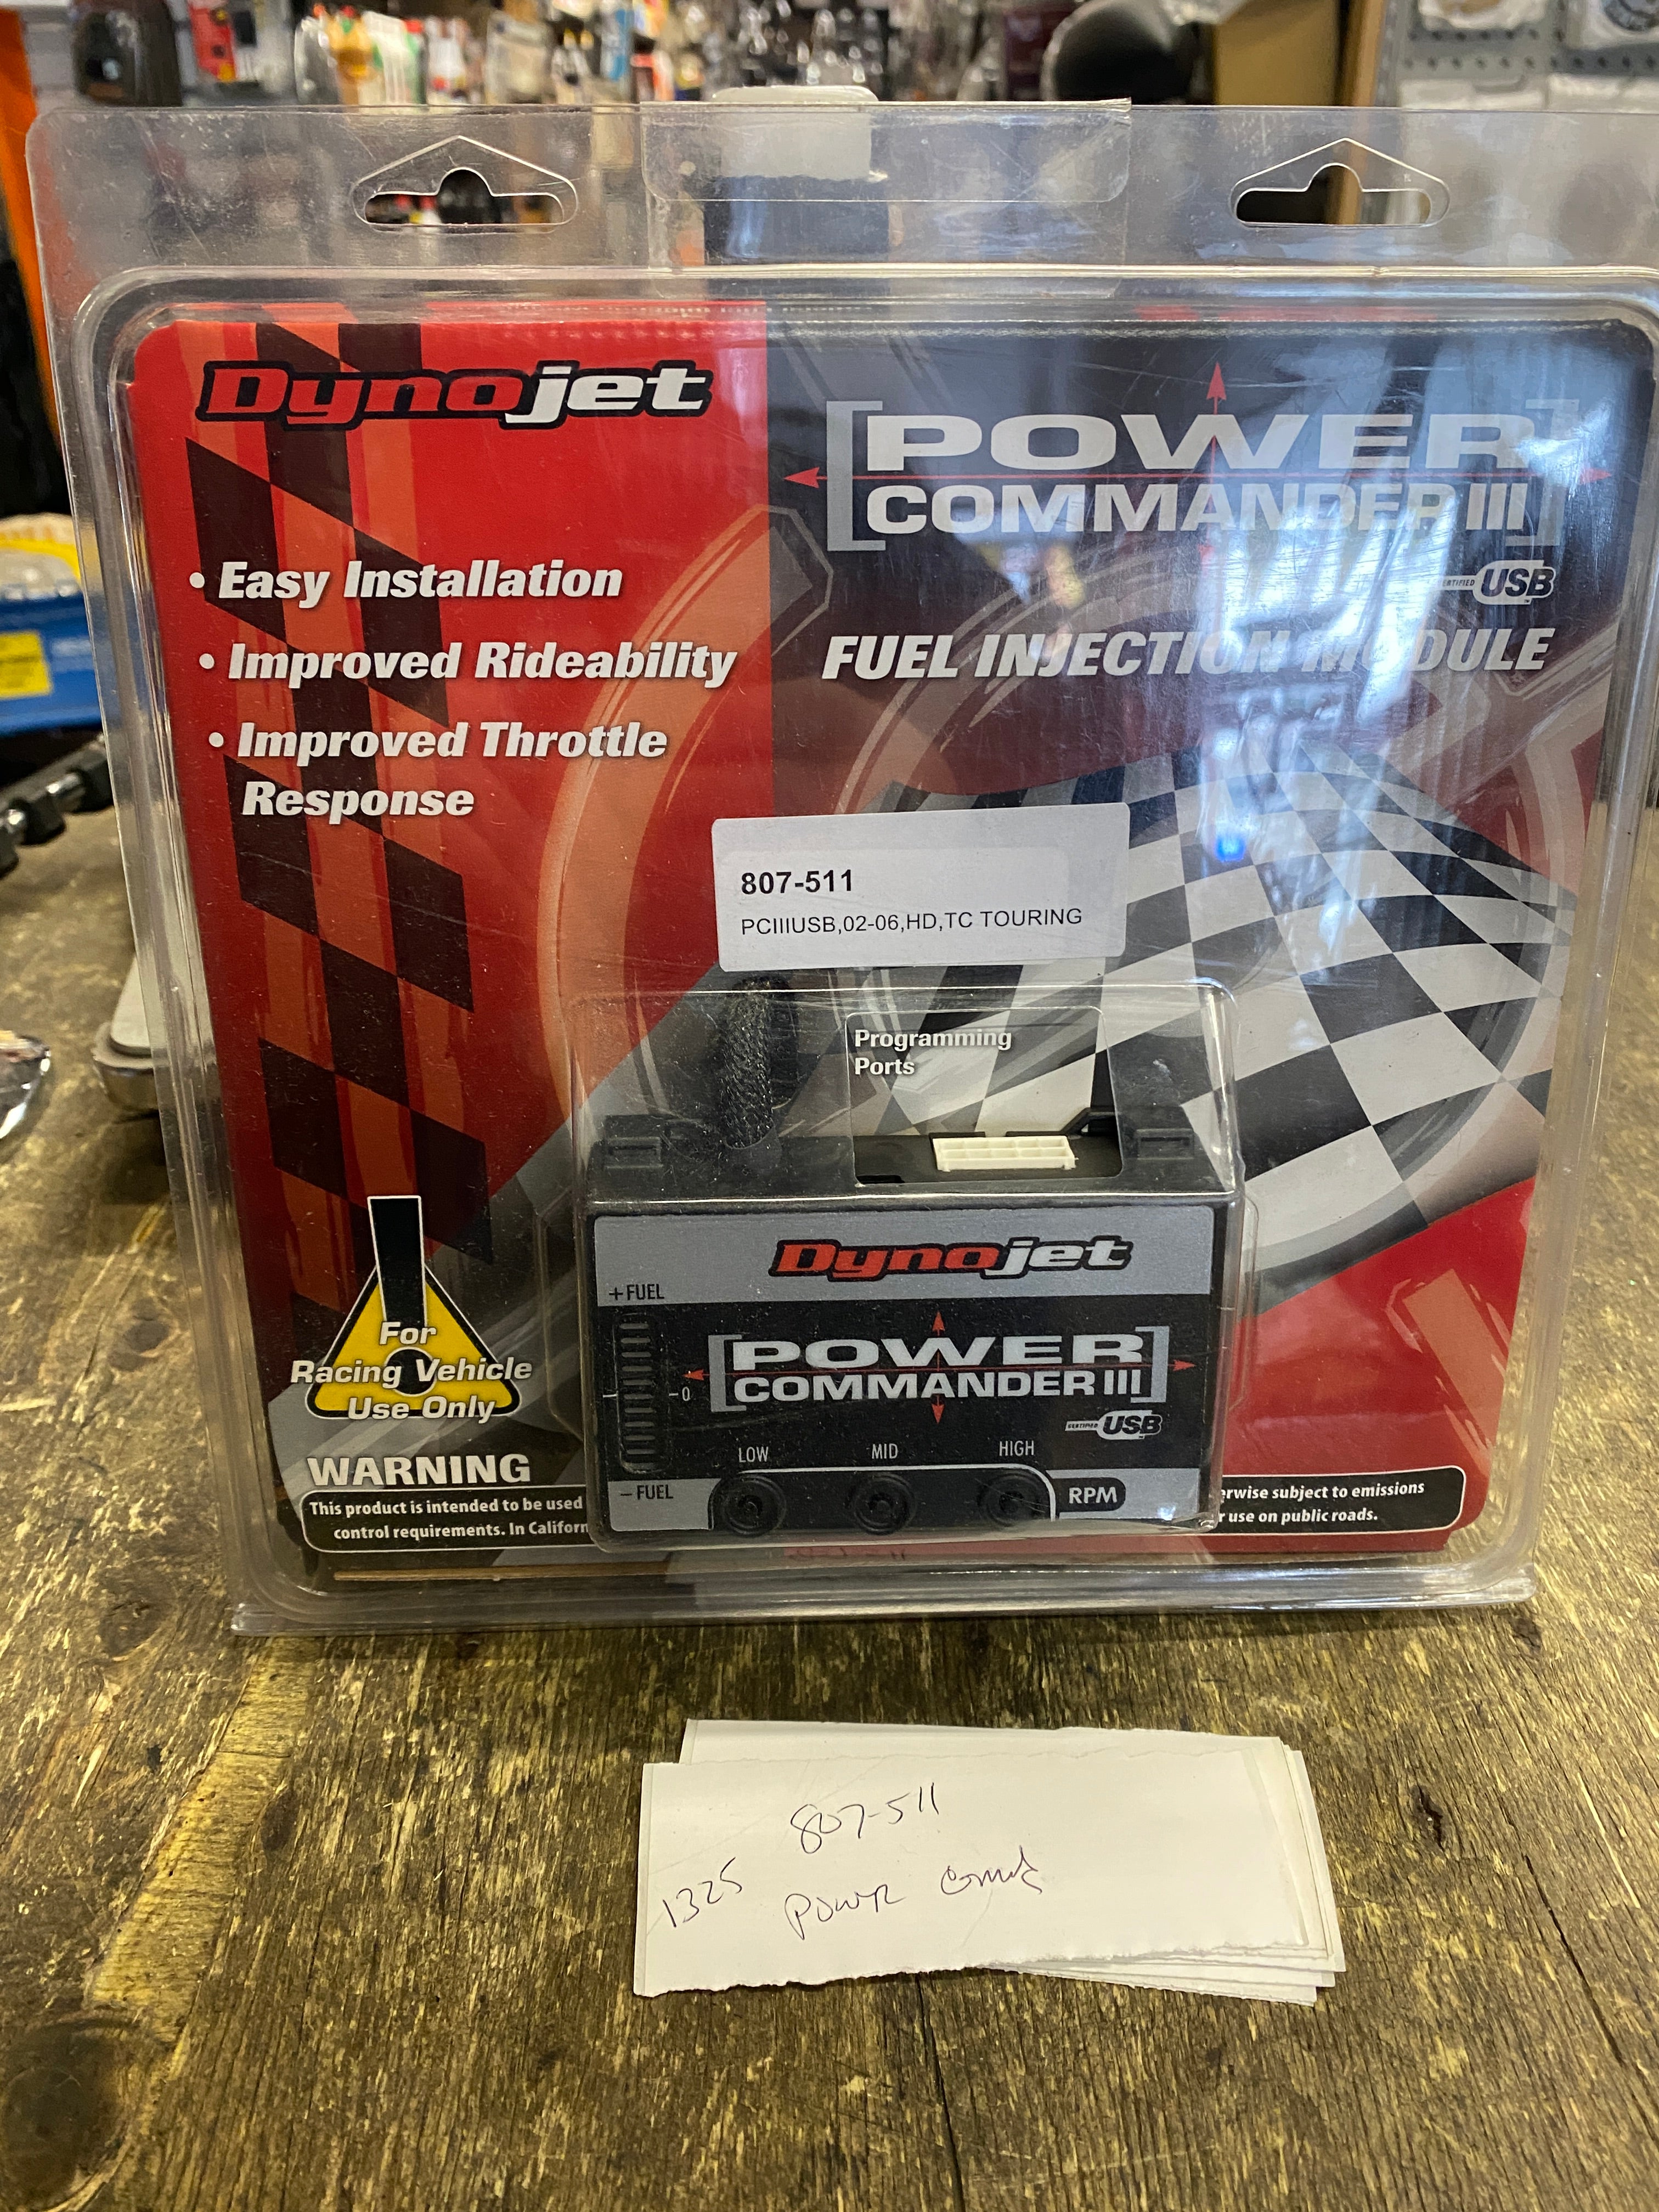 Dynojet
• Easy Installation
• Improved Rideability
• Improved Throttle
Response
POWER
COMMANDER III
USB
FUEL INJECTION MODULE
807-511
PCIIIUSB,02-06,HD,TC TOURING
Programming
Ports
Dynojet
+FUEL
POWER
COMMANDER III
0
CERTIFIED USB
LOW MID HIGH
−FUEL
RPM
For
Racing Vehicle
Use Only
WARNING
This product is intended to be used
control requirements. In
erwise subject to emissions
r use on public roads.
807-511
1325
Power